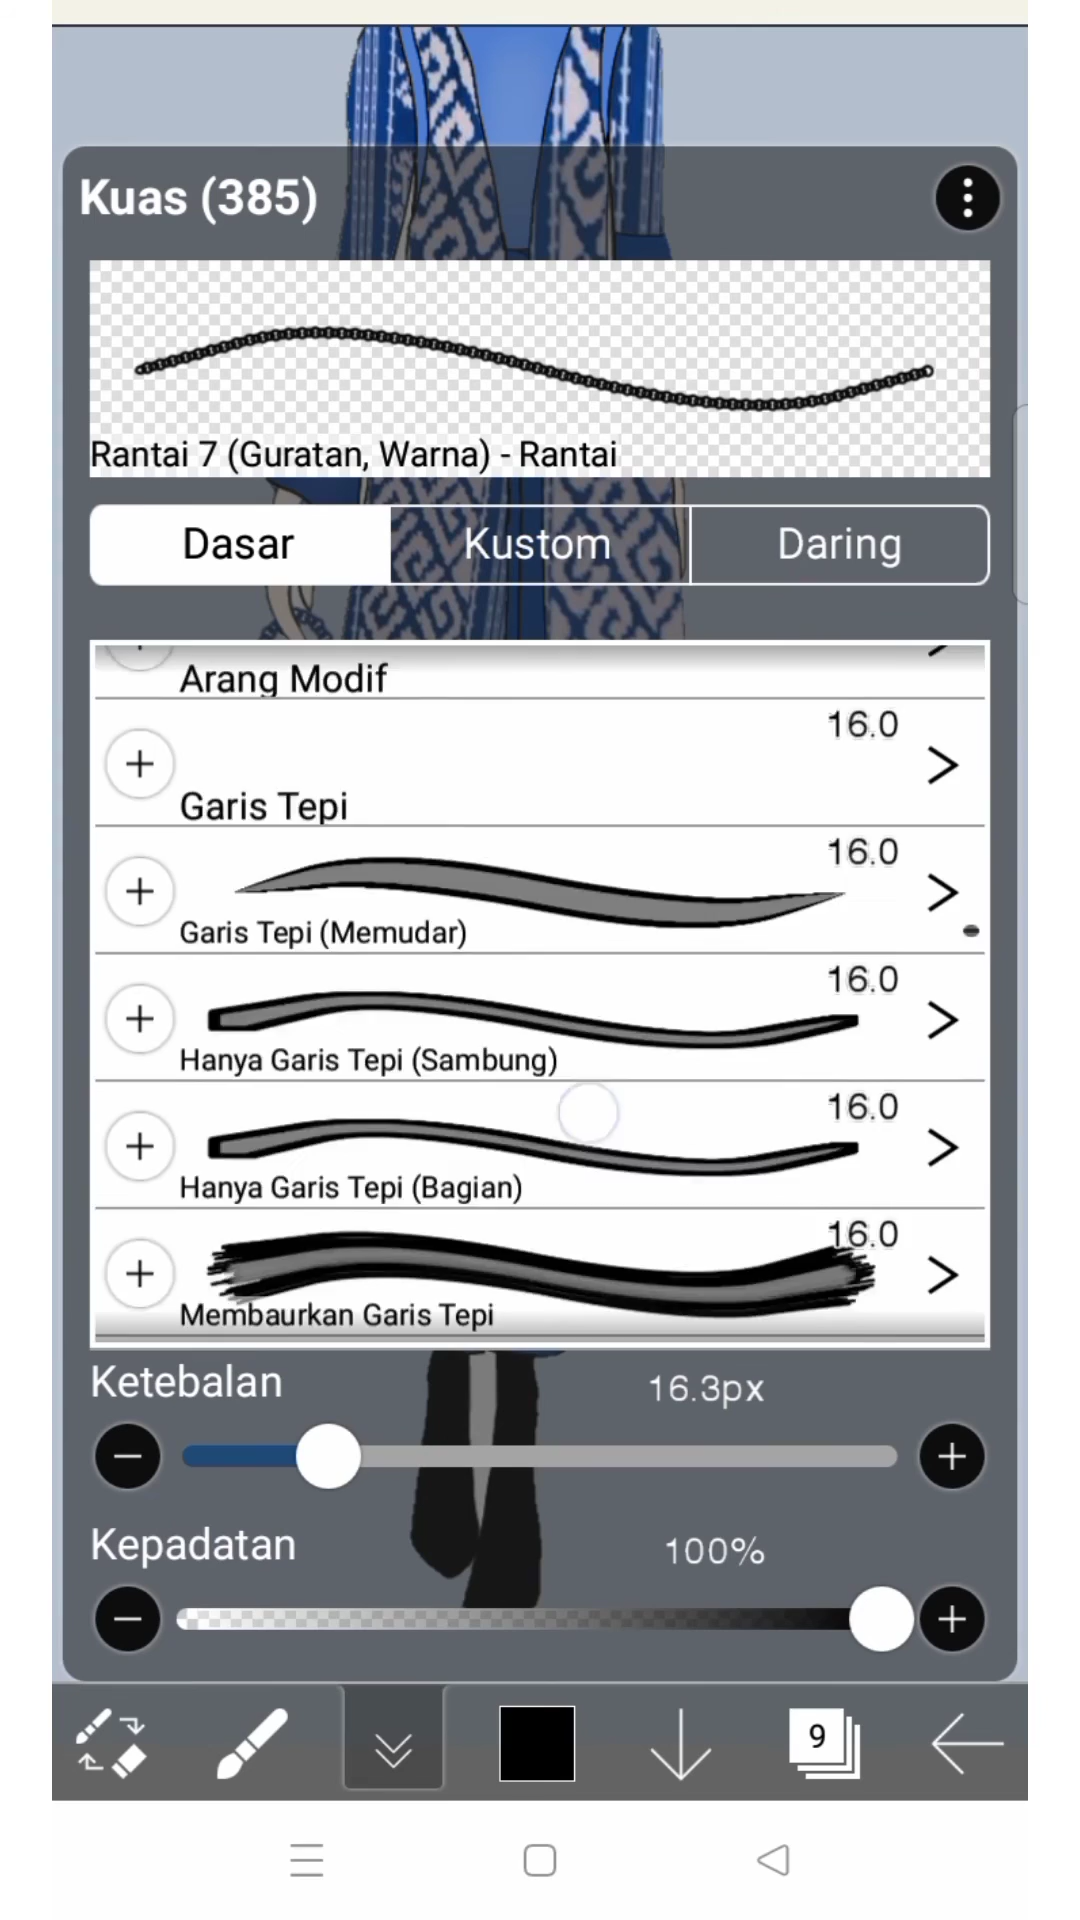 Kuas (385)
Rantai 7 (Guratan, Warna) - Rantai
Dasar
Kustom
Daring
Arang Modif
16.0
Garis Tepi
16.0
Garis Tepi (Memudar)
16.0
Hanya Garis Tepi (Sambung)
16.0
Hanya Garis Tepi (Bagian)
16.0
Membaurkan Garis Tepi
Ketebalan
16.3px
Kepadatan
100%
9